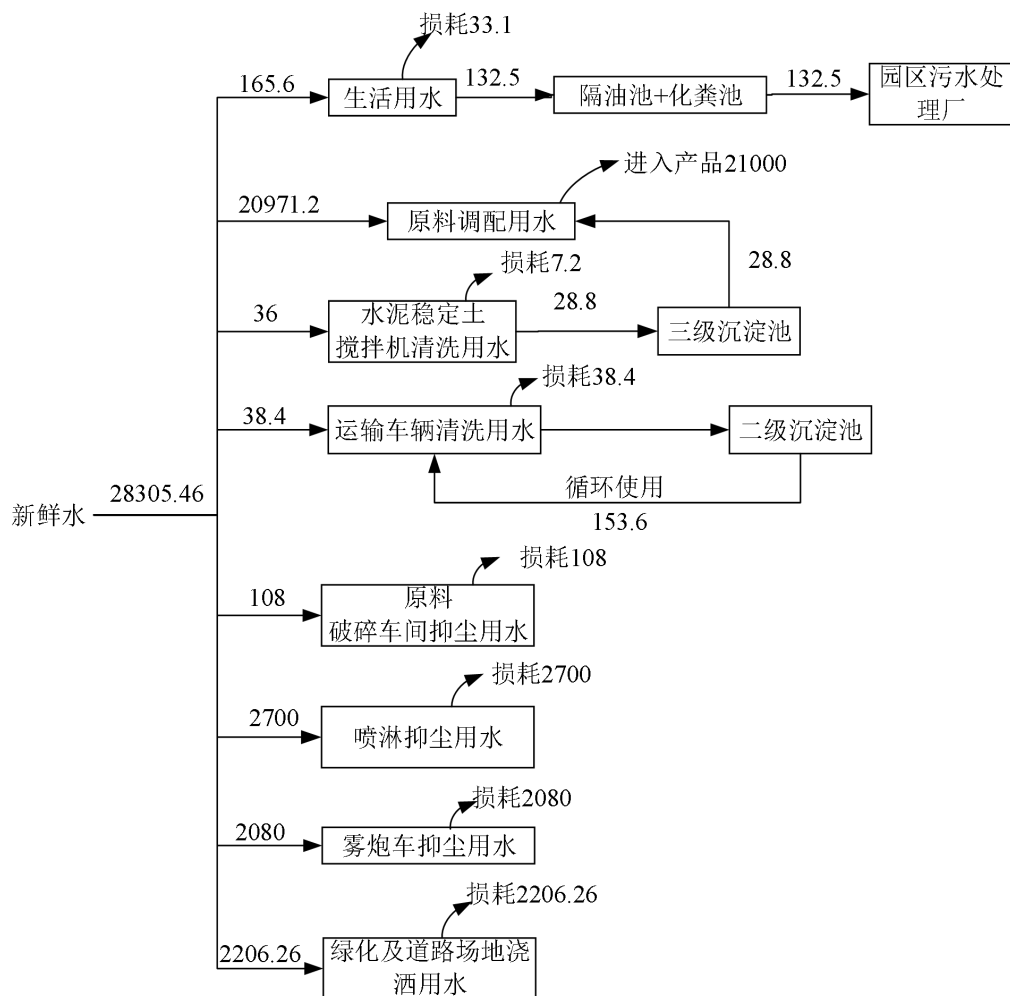 损耗33.1
165.6
生活用水
132.5
隔油池+化粪池
132.5
园区污水处
理厂
进入产品21000
20971.2
原料调配用水
28.8
损耗7.2
36
水泥稳定土
搅拌机清洗用水
28.8
三级沉淀池
损耗38.4
38.4
运输车辆清洗用水
二级沉淀池
循环使用
153.6
新鲜水
28305.46
损耗108
108
原料
破碎车间抑尘用水
损耗2700
2700
喷淋抑尘用水
损耗2080
2080
雾炮车抑尘用水
损耗2206.26
2206.26
绿化及道路场地浇
洒用水